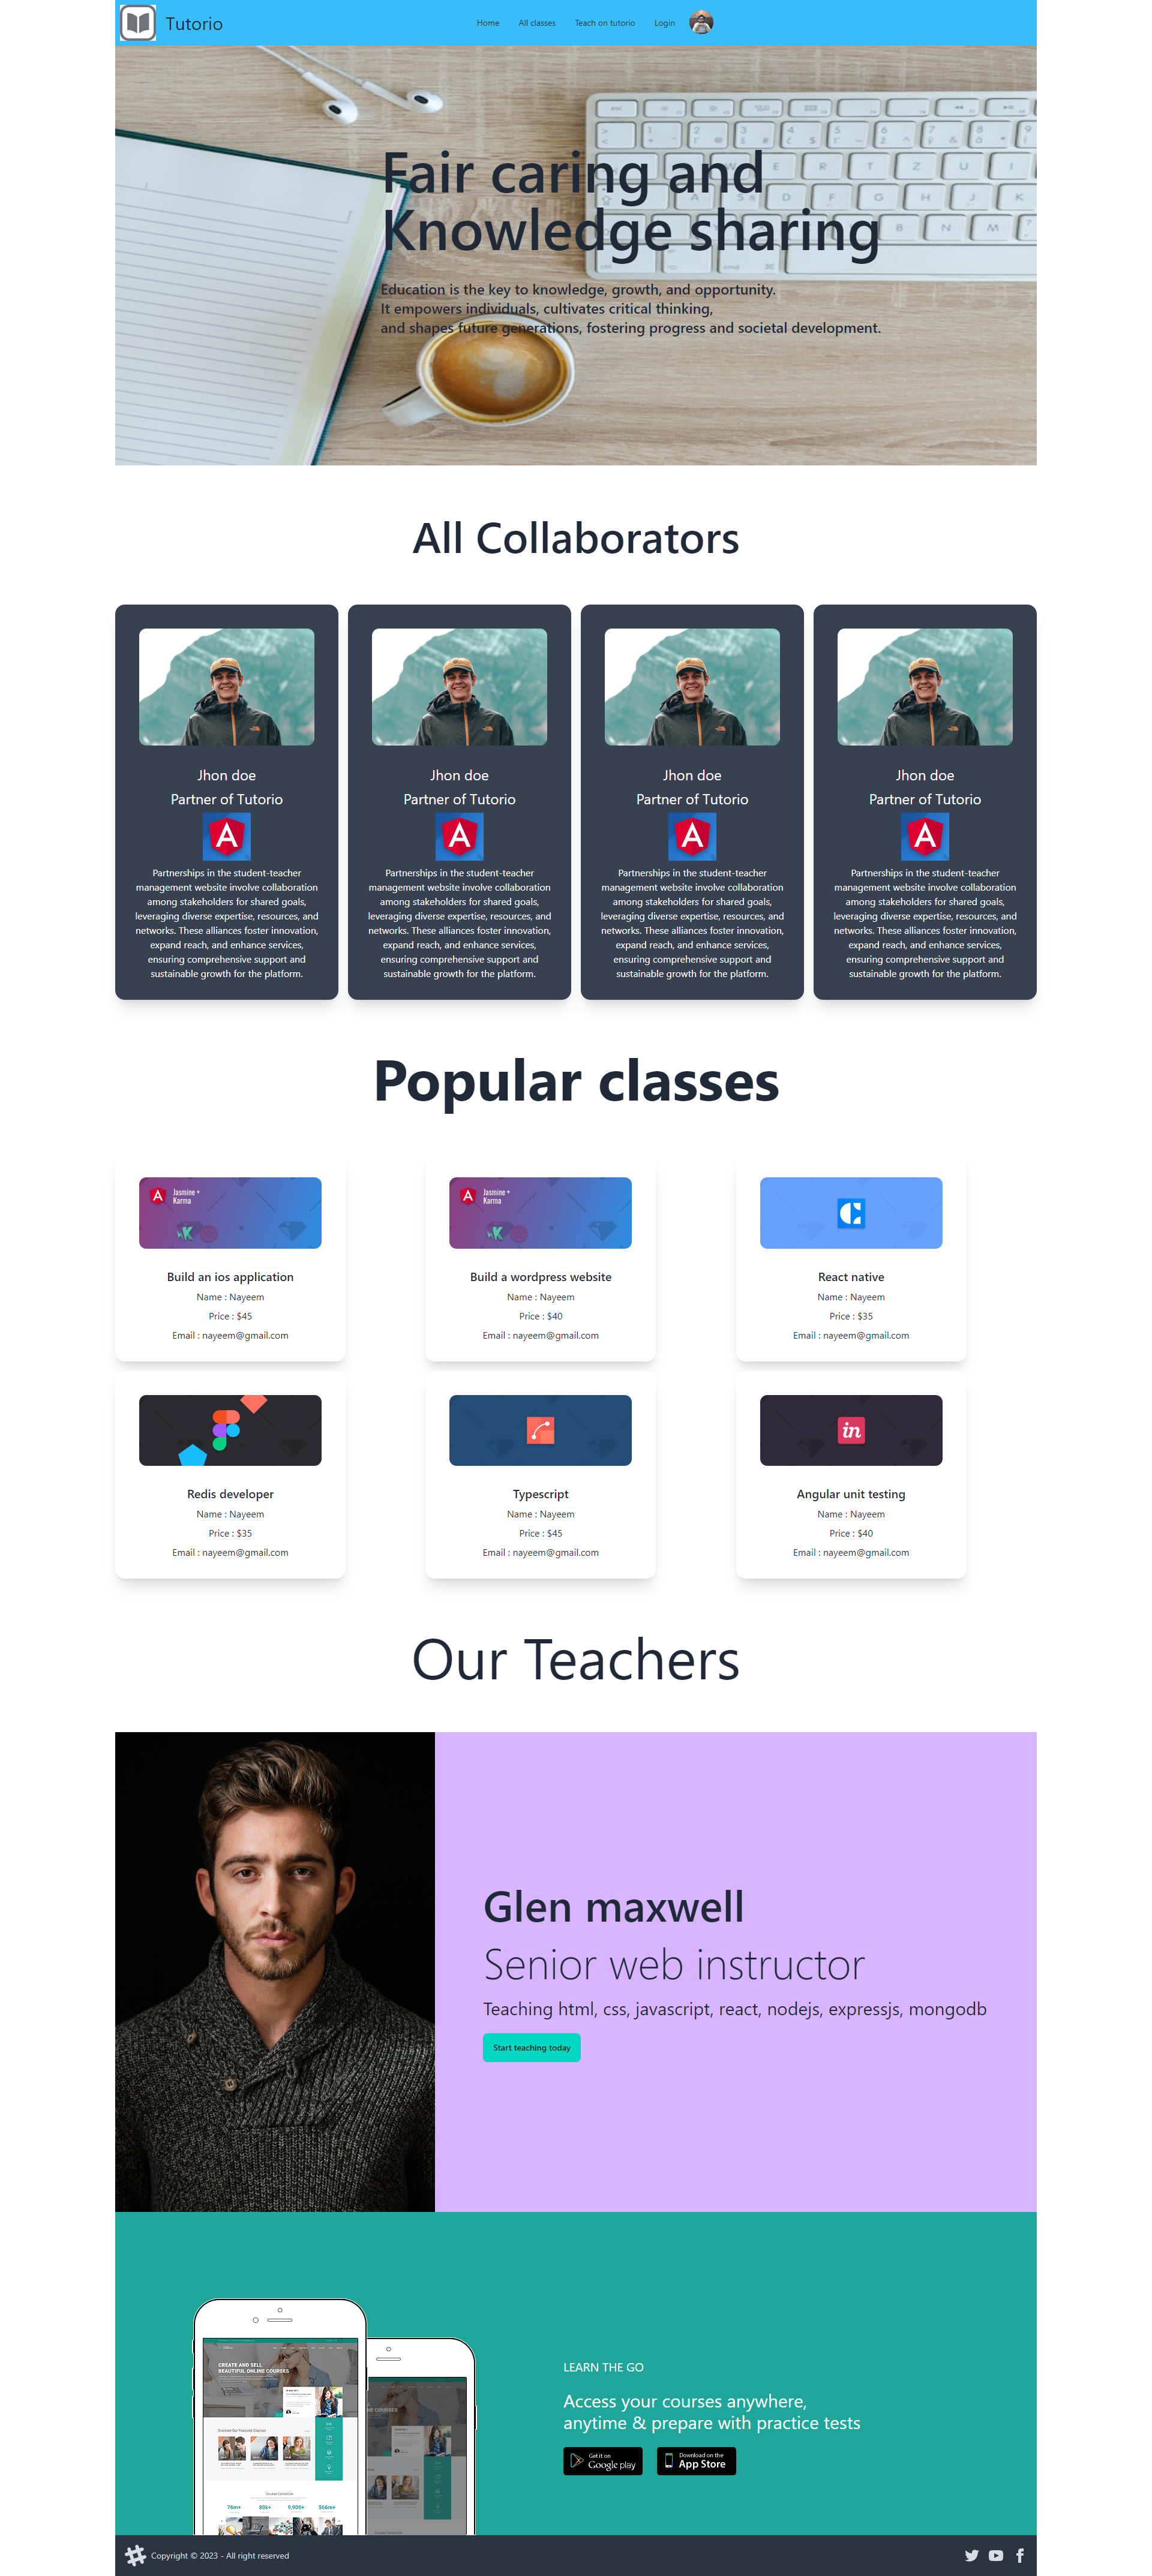 Tutorio
Home
All classes
Teach on tutorio
Login
Fair caring and
Knowledge sharing
Education is the key to knowledge, growth, and opportunity.
It empowers individuals, cultivates critical thinking,
and shapes future generations, fostering progress and societal development.
All Collaborators
Jhon doe
Partner of Tutorio
Partnerships in the student-teacher
management website involve collaboration
among stakeholders for shared goals,
leveraging diverse expertise, resources, and
networks. These alliances foster innovation,
expand reach, and enhance services,
ensuring comprehensive support and
sustainable growth for the platform.
Jhon doe
Partner of Tutorio
Partnerships in the student-teacher
management website involve collaboration
among stakeholders for shared goals,
leveraging diverse expertise, resources, and
networks. These alliances foster innovation,
expand reach, and enhance services,
ensuring comprehensive support and
sustainable growth for the platform.
Jhon doe
Partner of Tutorio
Partnerships in the student-teacher
management website involve collaboration
among stakeholders for shared goals,
leveraging diverse expertise, resources, and
networks. These alliances foster innovation,
expand reach, and enhance services,
ensuring comprehensive support and
sustainable growth for the platform.
Jhon doe
Partner of Tutorio
Partnerships in the student-teacher
management website involve collaboration
among stakeholders for shared goals,
leveraging diverse expertise, resources, and
networks. These alliances foster innovation,
expand reach, and enhance services,
ensuring comprehensive support and
sustainable growth for the platform.
Popular classes
Jasmine +
Karma
Build an ios application
Name : Nayeem
Price : $45
Email : nayeem@gmail.com
Jasmine +
Karma
Build a wordpress website
Name : Nayeem
Price : $40
Email : nayeem@gmail.com
React native
Name : Nayeem
Price : $35
Email : nayeem@gmail.com
Redis developer
Name : Nayeem
Price : $35
Email : nayeem@gmail.com
Typescript
Name : Nayeem
Price : $45
Email : nayeem@gmail.com
in
Angular unit testing
Name : Nayeem
Price : $40
Email : nayeem@gmail.com
Our Teachers
Glen maxwell
Senior web instructor
Teaching html, css, javascript, react, nodejs, expressjs, mongodb
Start teaching today
CREATE AND SELL
BEAUTIFUL ONLINE COURSES
Discover Our Featured Courses
76m+ 80k+ 9,900+ $66m+
LEARN THE GO
Access your courses anywhere,
anytime & prepare with practice tests
Get it on
Google play
Download on the
App Store
Copyright © 2023 - All right reserved